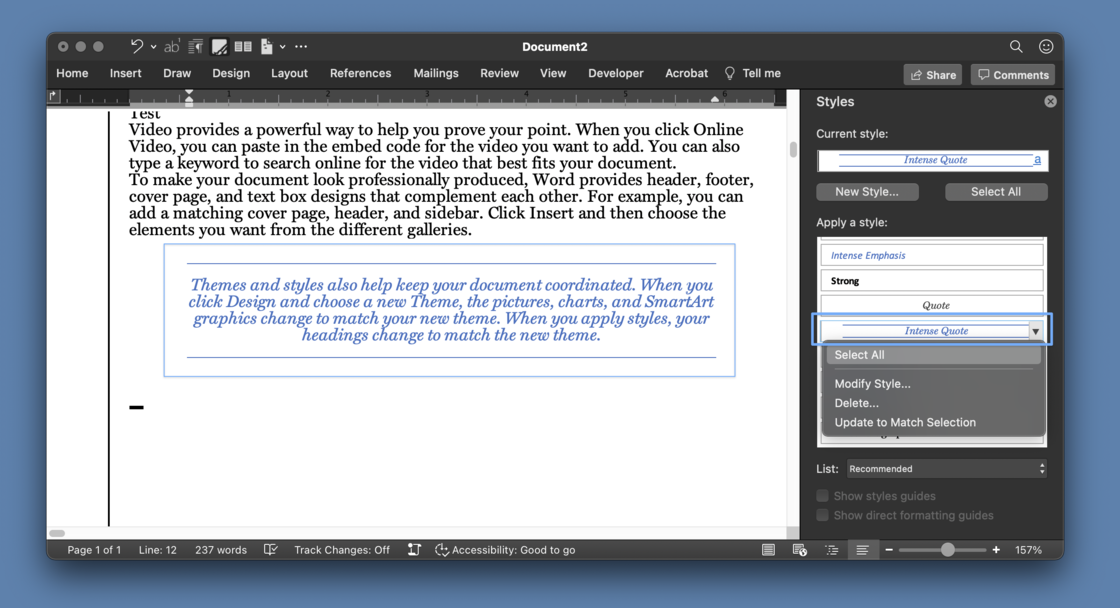 Document2
Home Insert Draw Design Layout References Mailings Review View Developer Acrobat Tell me Share Comments
1 2 3 4 5 6
Test
Video provides a powerful way to help you prove your point. When you click Online
Video, you can paste in the embed code for the video you want to add. You can also
type a keyword to search online for the video that best fits your document.
To make your document look professionally produced, Word provides header, footer,
cover page, and text box designs that complement each other. For example, you can
add a matching cover page, header, and sidebar. Click Insert and then choose the
elements you want from the different galleries.
Themes and styles also help keep your document coordinated. When you
click Design and choose a new Theme, the pictures, charts, and SmartArt
graphics change to match your new theme. When you apply styles, your
headings change to match the new theme.
Styles
Current style:
Intense Quote a
New Style... Select All
Apply a style:
Intense Emphasis
Strong
Quote
Intense Quote
Select All
Modify Style...
Delete...
Update to Match Selection
List: Recommended
Show styles guides
Show direct formatting guides
Page 1 of 1 Line: 12 237 words Track Changes: Off Accessibility: Good to go 157%